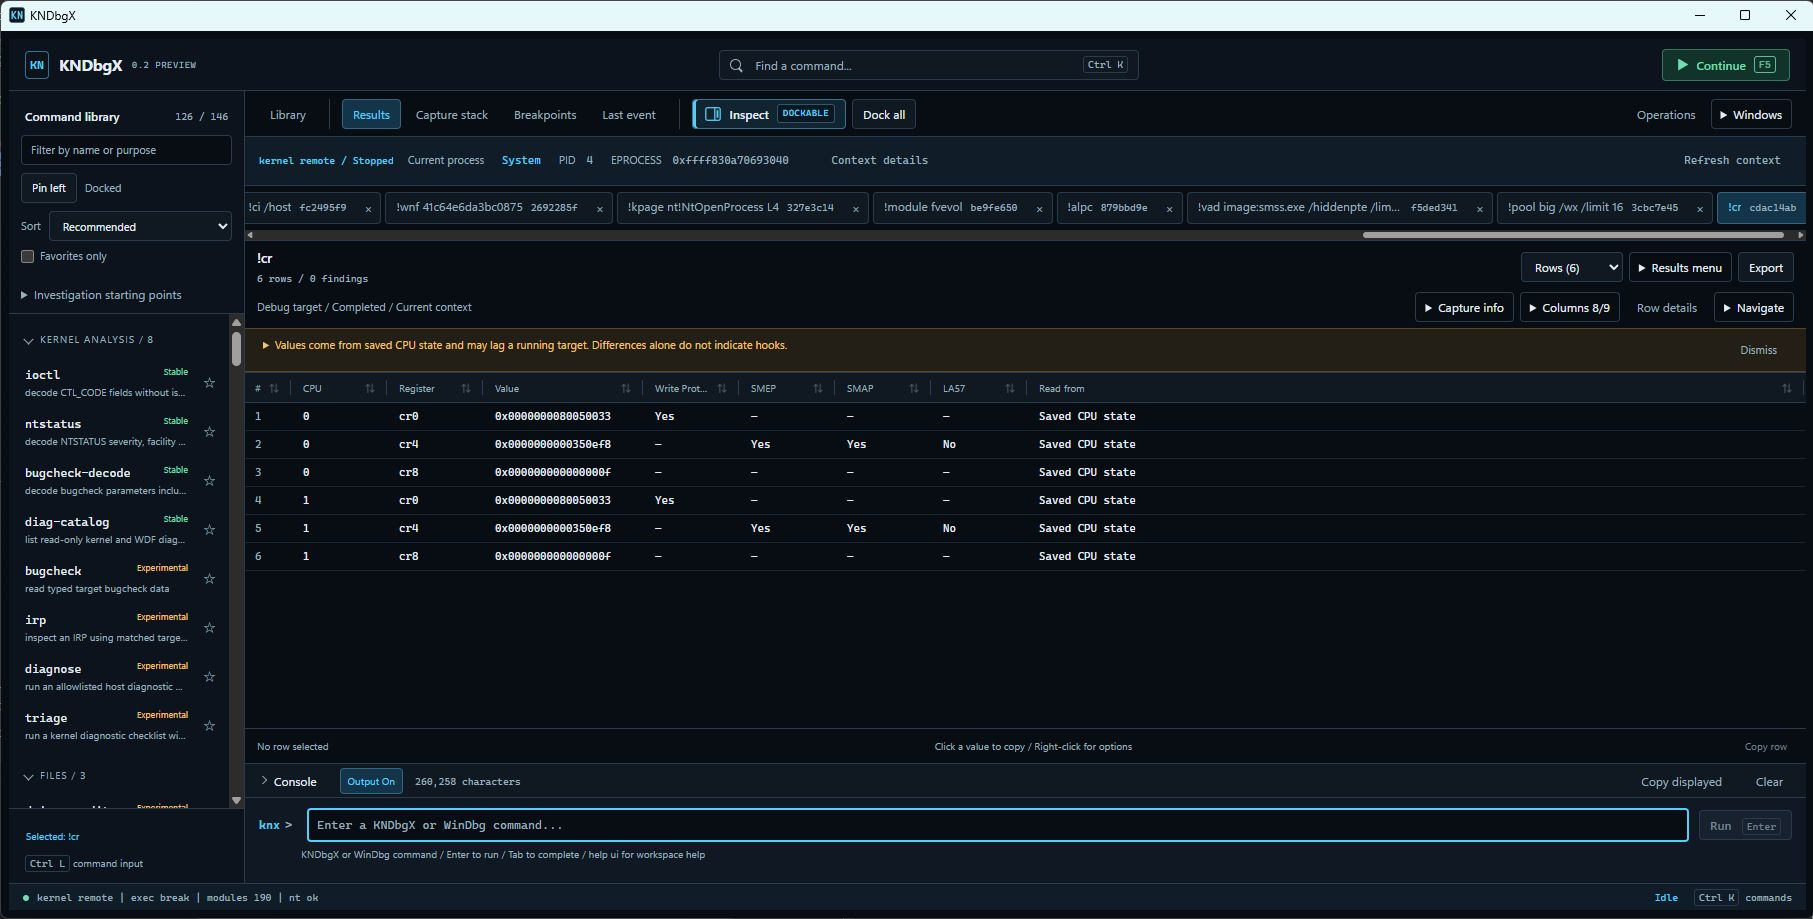 KN KNDbgX
KN KNDbgX 0.2 PREVIEW
Find a command... Ctrl K
Continue F5
Command library 126 / 146
Filter by name or purpose
Pin left Docked
Sort Recommended
Favorites only
Investigation starting points
KERNEL ANALYSIS / 8
ioctl Stable
decode CTL_CODE fields without is...
ntstatus Stable
decode NTSTATUS severity, facility ...
bugcheck-decode Stable
decode bugcheck parameters inclu...
diag-catalog Stable
list read-only kernel and WDF diag...
bugcheck Experimental
read typed target bugcheck data
irp Experimental
inspect an IRP using matched targe...
diagnose Experimental
run an allowlisted host diagnostic ...
triage Experimental
run a kernel diagnostic checklist wi...
FILES / 3
Experimental
Selected: !cr
Ctrl L command input
Library Results Capture stack Breakpoints Last event Inspect DOCKABLE Dock all Operations Windows
kernel remote / Stopped Current process System PID 4 EPROCESS 0xffff830a70693040 Context details Refresh context
!ci /host fc2495f9 × !wnf 41c64e6da3bc0875 2692285f × !kpage nt!NtOpenProcess L4 327e3c14 × !module fvevol be9fe650 × !alpc 879bbd9e × !vad image:smss.exe /hiddenpte /lim... f5ded341 × !pool big /wx /limit 16 3cbc7e45 × !cr cdac14ab
!cr
6 rows / 0 findings
Rows (6) Results menu Export
Debug target / Completed / Current context
Capture info Columns 8/9 Row details Navigate
Values come from saved CPU state and may lag a running target. Differences alone do not indicate hooks.
Dismiss
# CPU Register Value Write Prot... SMEP SMAP LA57 Read from
1 0 cr0 0x0000000080050033 Yes — — — Saved CPU state
2 0 cr4 0x0000000000350ef8 — Yes Yes No Saved CPU state
3 0 cr8 0x000000000000000f — — — — Saved CPU state
4 1 cr0 0x0000000080050033 Yes — — — Saved CPU state
5 1 cr4 0x0000000000350ef8 — Yes Yes No Saved CPU state
6 1 cr8 0x000000000000000f — — — — Saved CPU state
No row selected Click a value to copy / Right-click for options Copy row
Console Output On 260,258 characters Copy displayed Clear
knx > Enter a KNDbgX or WinDbg command... Run Enter
KNDbgX or WinDbg command / Enter to run / Tab to complete / help ui for workspace help
kernel remote | exec break | modules 190 | nt ok
Idle Ctrl K commands